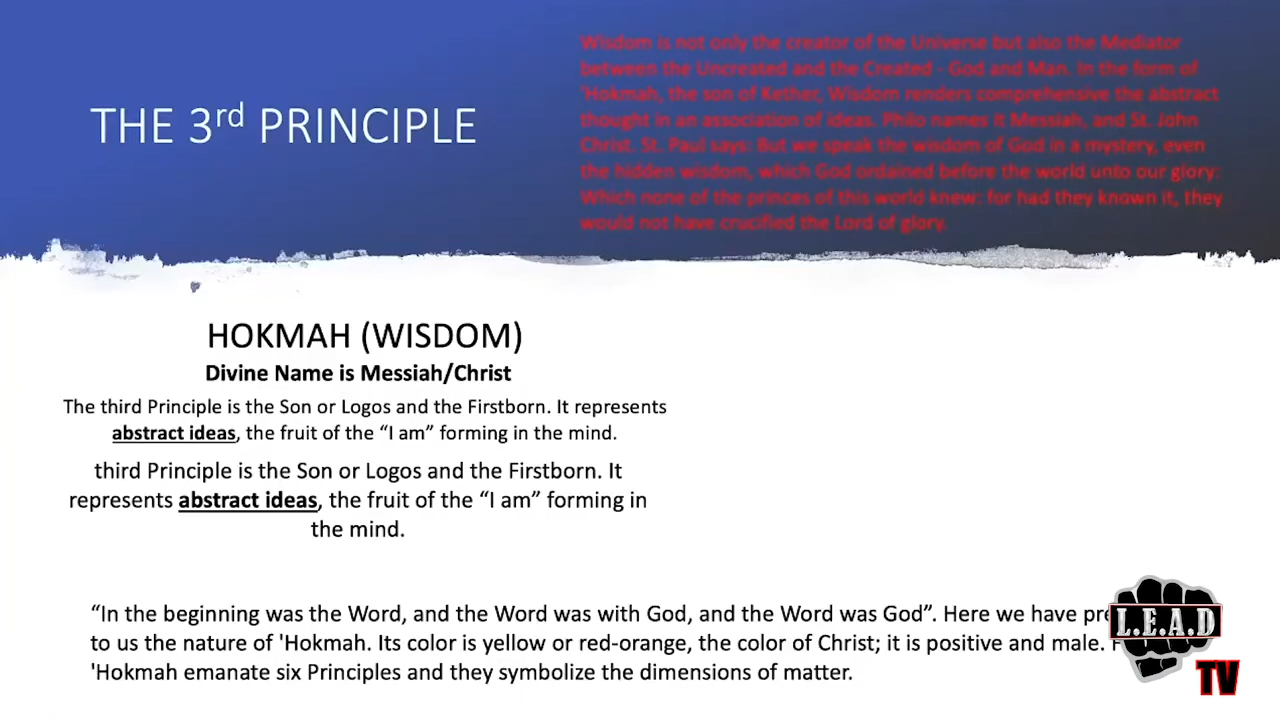 THE 3rd PRINCIPLE
Wisdom is not only the creator of the Universe but also the Mediator
between the Uncreated and the Created - God and Man. In the form of
'Hokmah, the son of Kether, Wisdom renders comprehensive the abstract
thought in an association of ideas. Philo names it Messiah, and St. John
Christ. St. Paul says: But we speak the wisdom of God in a mystery, even
the hidden wisdom, which God ordained before the world unto our glory:
Which none of the princes of this world knew: for had they known it, they
would not have crucified the Lord of glory.
HOKMAH (WISDOM)
Divine Name is Messiah/Christ
The third Principle is the Son or Logos and the Firstborn. It represents
abstract ideas, the fruit of the “I am” forming in the mind.
third Principle is the Son or Logos and the Firstborn. It
represents abstract ideas, the fruit of the “I am” forming in
the mind.
“In the beginning was the Word, and the Word was with God, and the Word was God”. Here we have
to us the nature of 'Hokmah. Its color is yellow or red-orange, the color of Christ; it is positive and male.
'Hokmah emanate six Principles and they symbolize the dimensions of matter.
L.E.A.D
TV